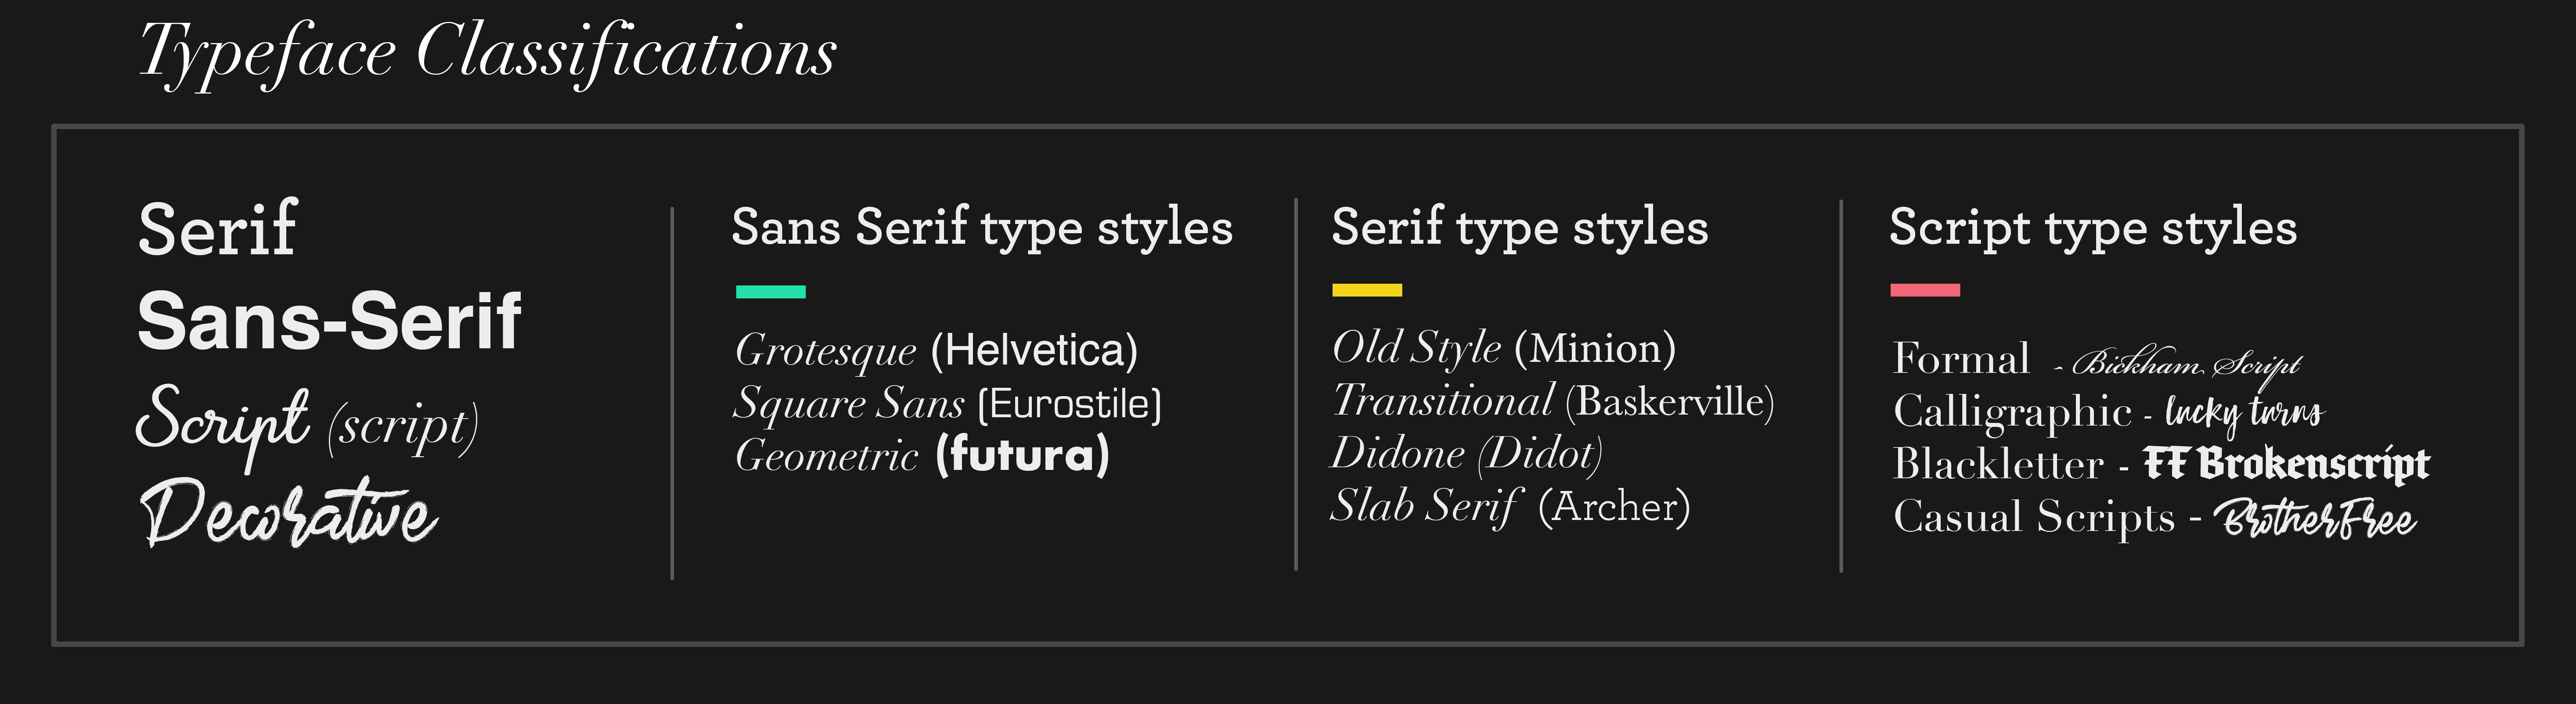 Typeface Classifications
Serif
Sans-Serif
Script (script)
Decorative
Sans Serif type styles
Grotesque (Helvetica)
Square Sans (Eurostile)
Geometric (futura)
Serif type styles
Old Style (Minion)
Transitional (Baskerville)
Didone (Didot)
Slab Serif (Archer)
Script type styles
Formal - Bickham Script
Calligraphic - lucky turns
Blackletter - FF Brokenscript
Casual Scripts - BrotherFree